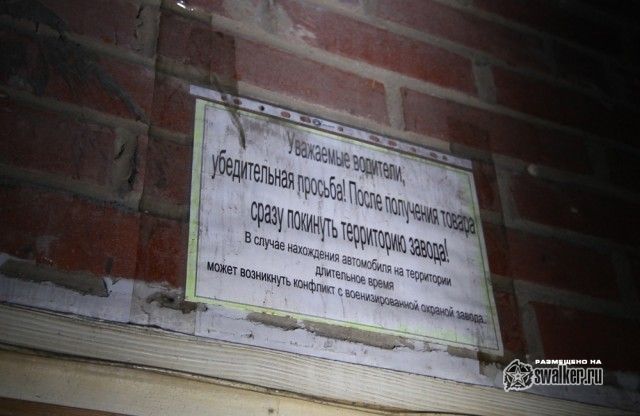 Уважаемые водители,
убедительная просьба! После получения товара
сразу покинуть территорию завода!
В случае нахождения автомобиля на территории
длительное время
может возникнуть конфликт с военизированной охраной завода.
РАЗМЕЩЕНО НА
swalker.ru